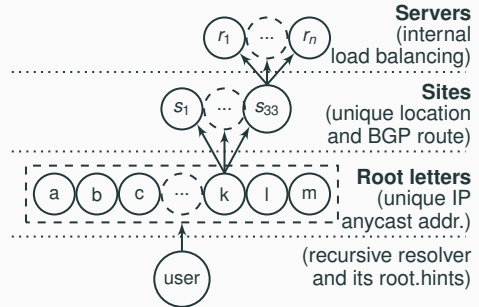 Servers
r1 ... rn (internal
load balancing)
Sites
s1 ... s33 (unique location
and BGP route)
Root letters
a b c ... k l m (unique IP
anycast addr.)
(recursive resolver
user and its root.hints)